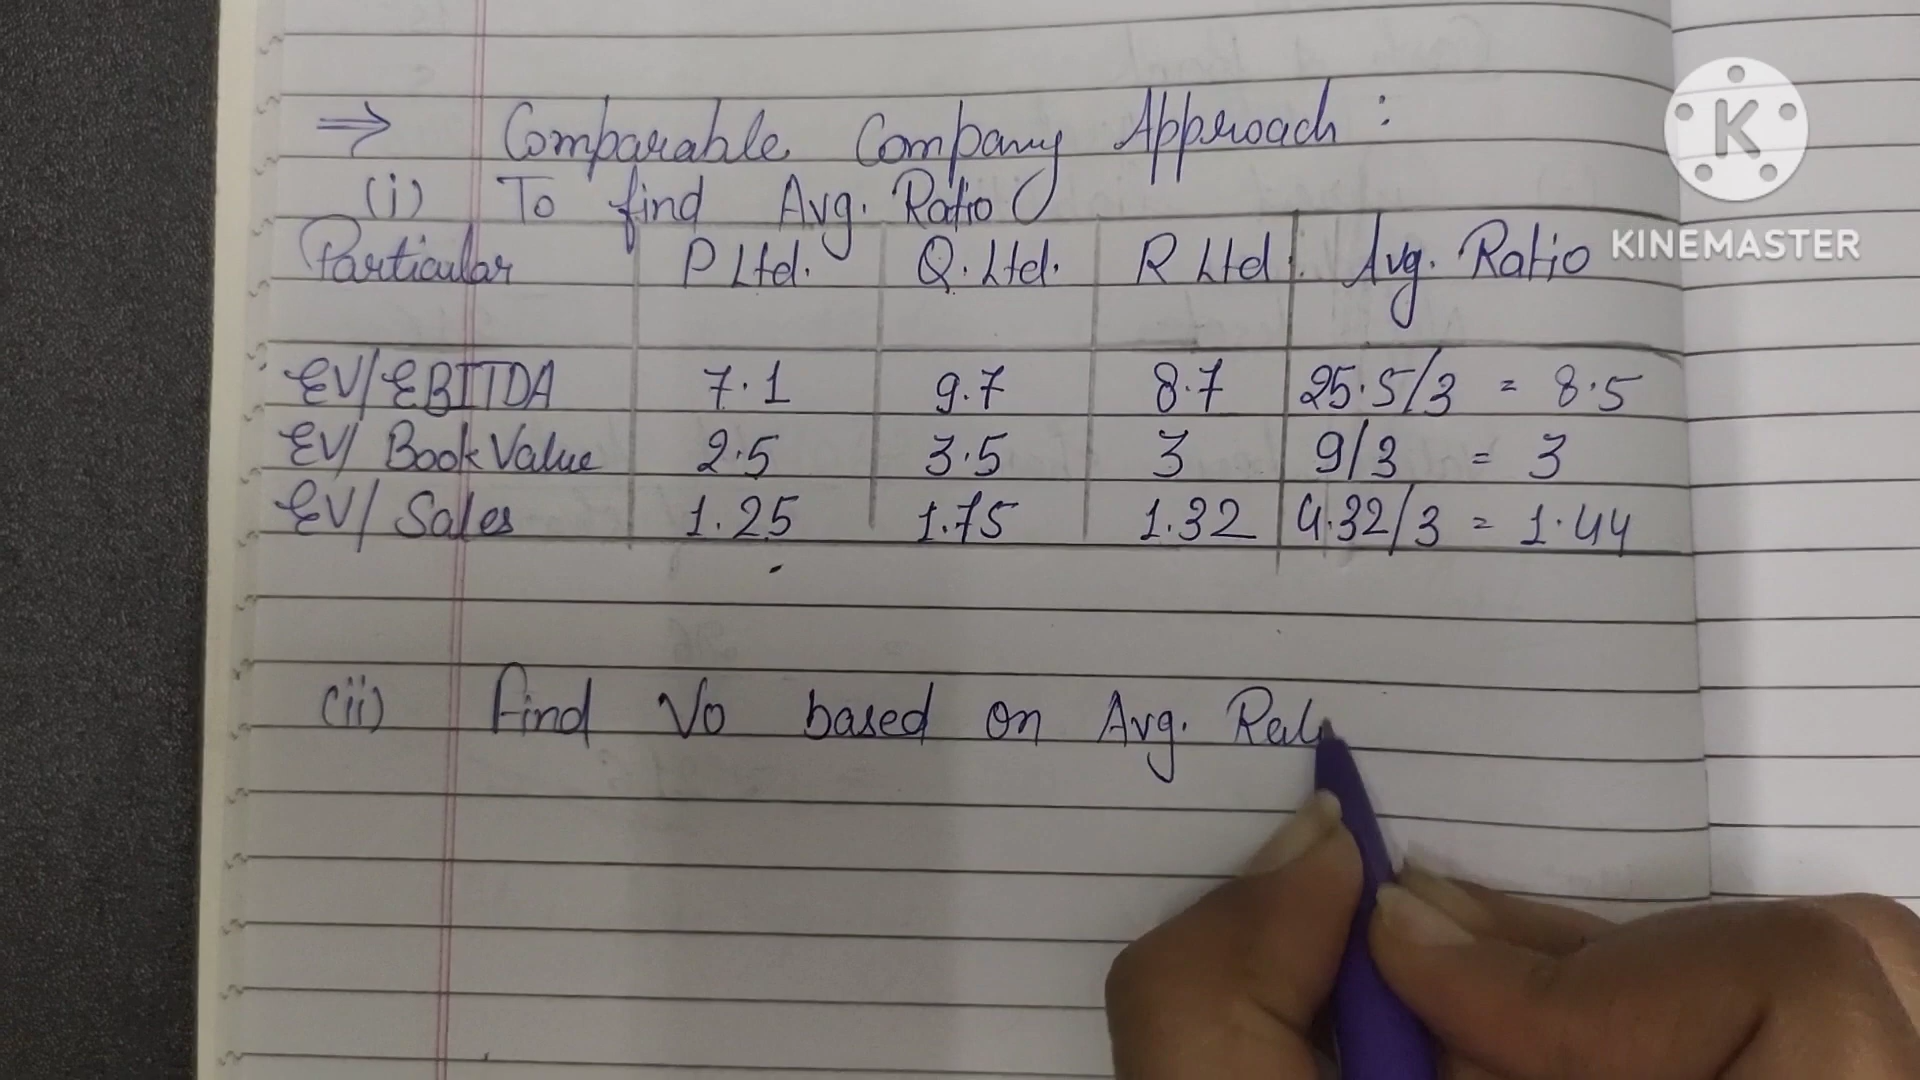 ⇒ Comparable Company Approach :
(i) To find Avg. Ratio
Particular P Ltd. Q. Ltd. R Ltd. Avg. Ratio
EV/EBITDA 7.1 9.7 8.7 25.5/3 = 8.5
EV/ Book Value 2.5 3.5 3 9/3 = 3
EV/ Sales 1.25 1.75 1.32 4.32/3 = 1.44
(ii) Find Vo based on Avg.
K
KINEMASTER